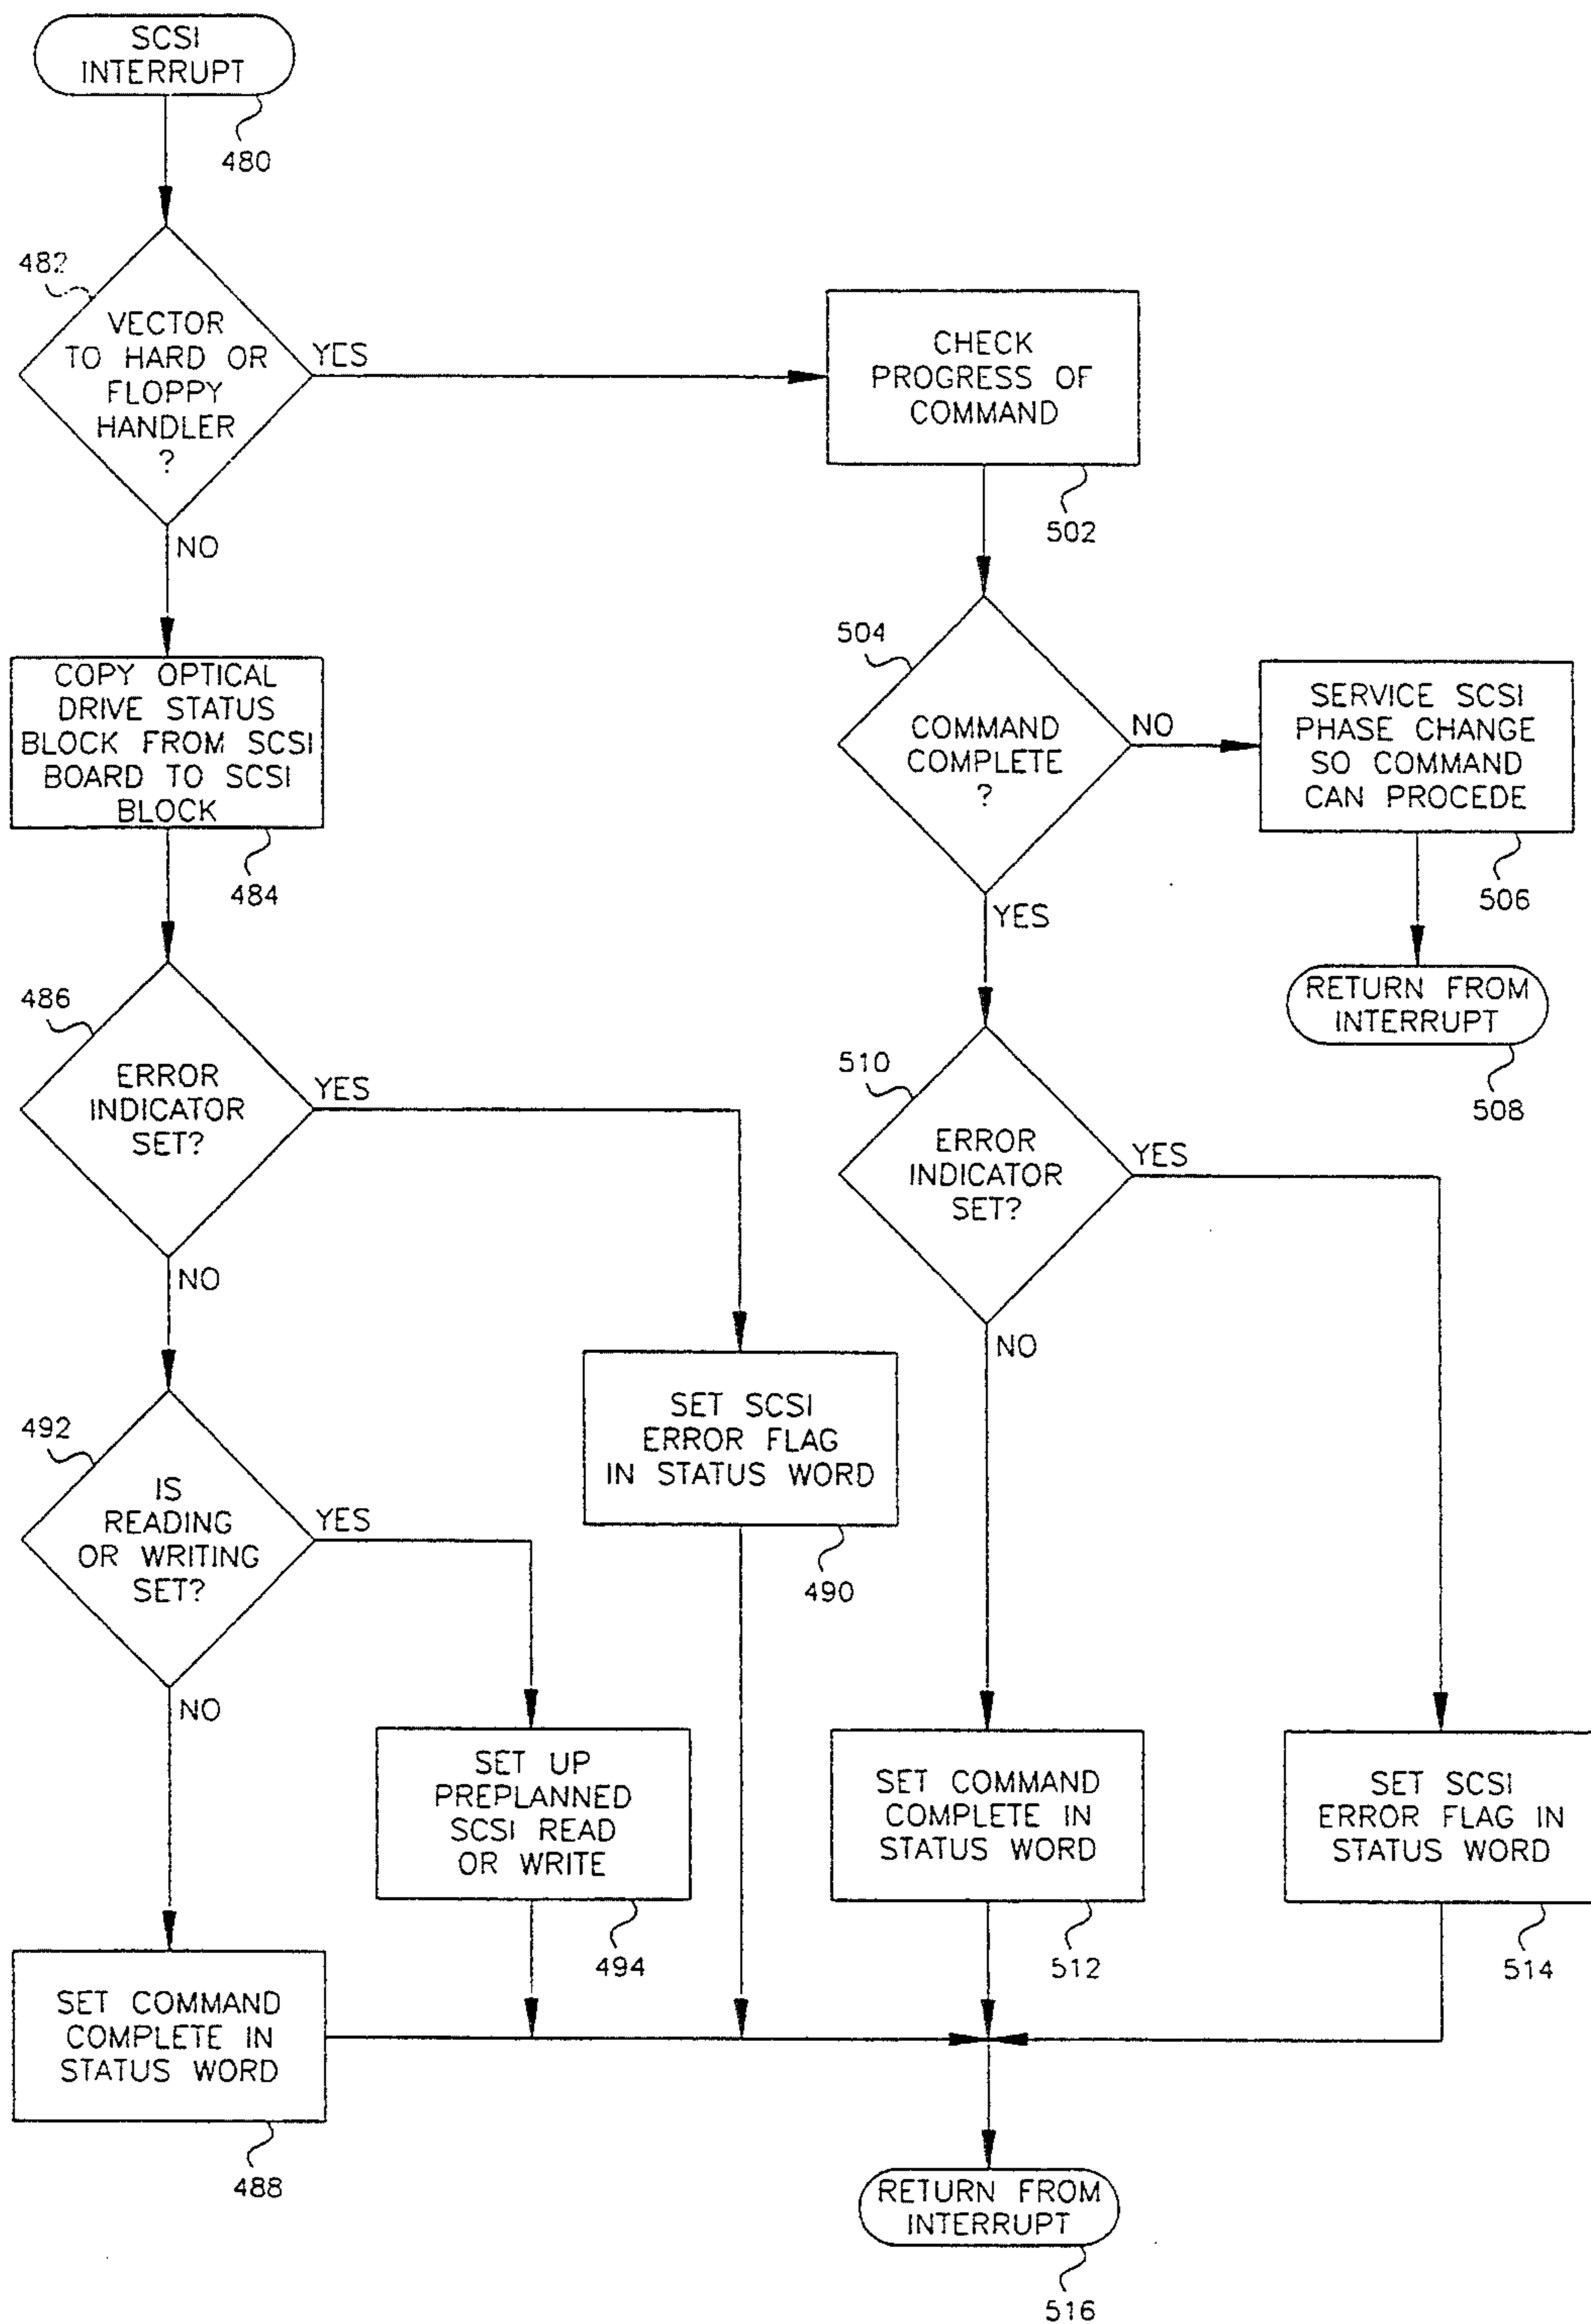 SCSI
INTERRUPT
480
482
VECTOR
TO HARD OR
FLOPPY
HANDLER
?
YES
NO
CHECK
PROGRESS OF
COMMAND
502
COPY OPTICAL
DRIVE STATUS
BLOCK FROM SCSI
BOARD TO SCSI
BLOCK
484
504
COMMAND
COMPLETE
?
NO
YES
SERVICE SCSI
PHASE CHANGE
SO COMMAND
CAN PROCEDE
506
RETURN FROM
INTERRUPT
508
486
ERROR
INDICATOR
SET?
YES
NO
510
ERROR
INDICATOR
SET?
YES
NO
SET SCSI
ERROR FLAG
IN STATUS WORD
490
492
IS
READING
OR WRITING
SET?
YES
NO
SET UP
PREPLANNED
SCSI READ
OR WRITE
494
SET COMMAND
COMPLETE IN
STATUS WORD
512
SET SCSI
ERROR FLAG IN
STATUS WORD
514
SET COMMAND
COMPLETE IN
STATUS WORD
488
RETURN FROM
INTERRUPT
516